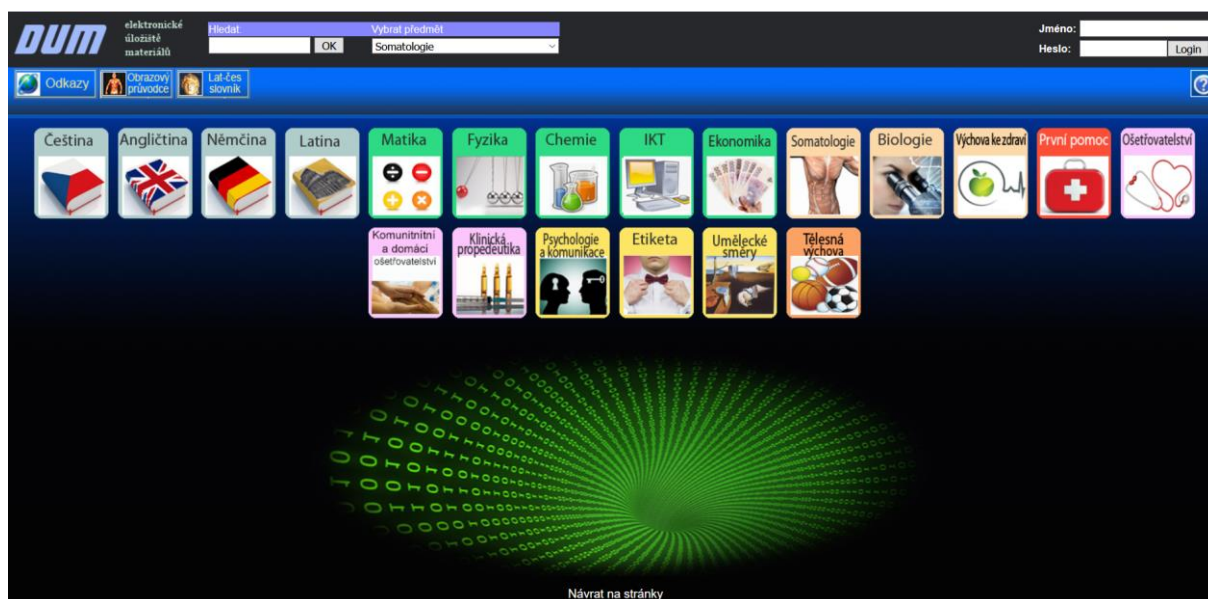 DUM
elektronické
úložiště
materiálů
Hledat:
Vybrat předmět
OK
Somatologie
Jméno:
Heslo:
Login
Odkazy
Obrazový
průvodce
Lat-čes
slovník
?
Čeština
Angličtina
Němčina
Latina
Matika
Fyzika
Chemie
IKT
Ekonomika
Somatologie
Biologie
Výchova ke zdraví
První pomoc
Ošetřovatelství
Komunitnitní
a domácí
ošetřovatelství
Klinická
propedeutika
Psychologie
a komunikace
Etiketa
Umělecké
směry
Tělesná
výchova
Návrat na stránky